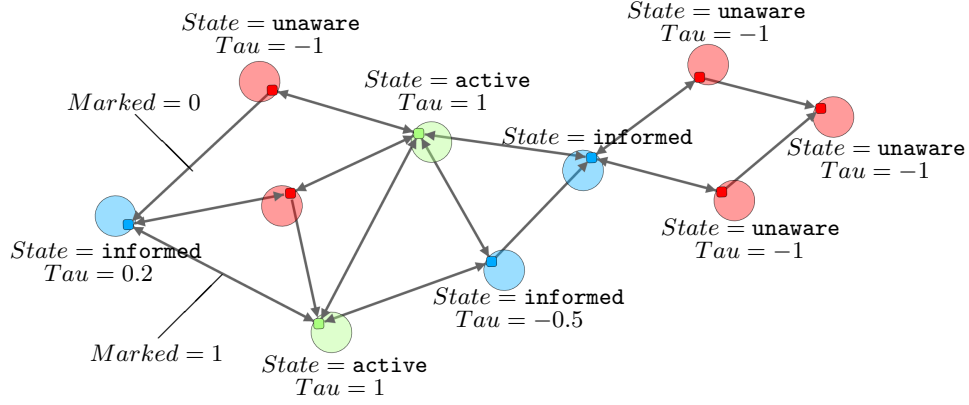 State = unaware
Tau = −1
State = unaware
Tau = −1
State = active
Tau = 1
Marked = 0
State = informed
State = unaware
Tau = −1
State = unaware
Tau = −1
State = informed
Tau = 0.2
State = informed
Tau = −0.5
Marked = 1
State = active
Tau = 1